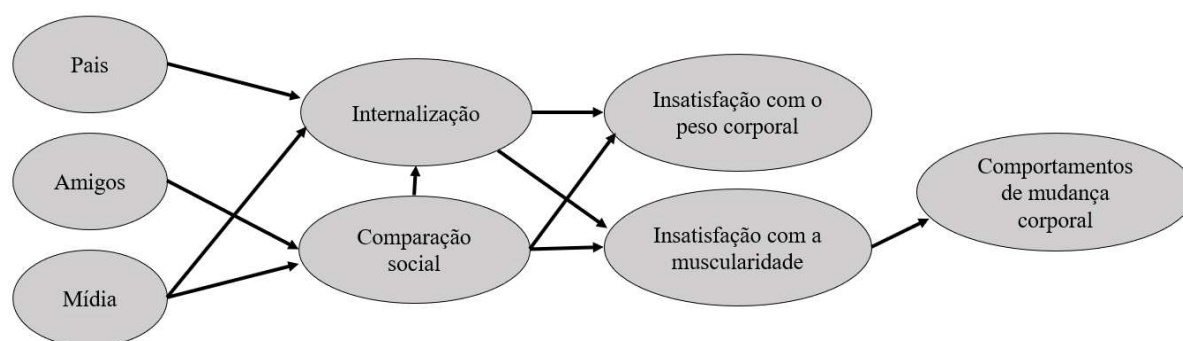 Pais
Amigos
Mídia
Internalização
Comparação
social
Insatisfação com o
peso corporal
Insatisfação com a
muscularidade
Comportamentos
de mudança
corporal